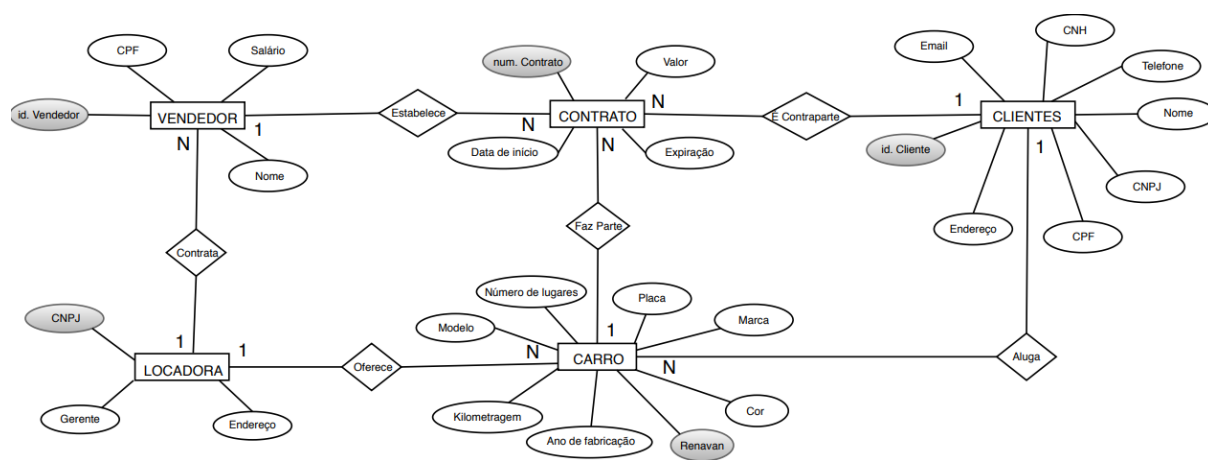 CNH
CPF
Salário
Email
num. Contrato
Valor
Telefone
id. Vendedor
VENDEDOR
1
N
Estabelece
N
CONTRATO
N
N
É Contraparte
1
CLIENTES
1
Nome
Data de início
Expiração
id. Cliente
Nome
CNPJ
Endereço
CPF
Contrata
Faz Parte
Número de lugares
Placa
CNPJ
Modelo
Marca
1
1
LOCADORA
Oferece
N
1
CARRO
N
Aluga
Gerente
Endereço
Kilometragem
Ano de fabricação
Renavan
Cor